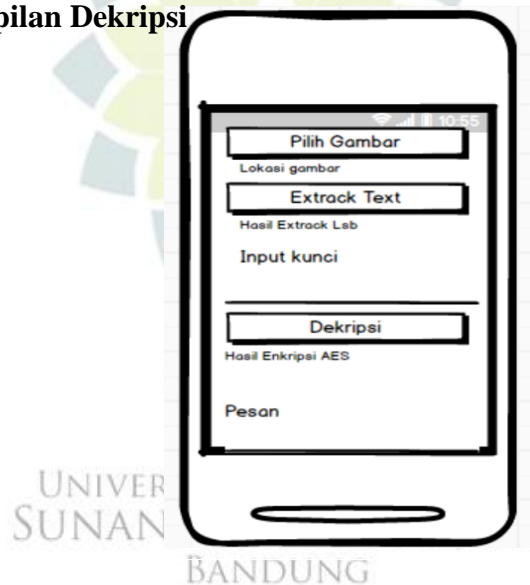 pilan Dekripsi
10:55
Pilih Gambar
Lokasi gambar
Extrack Text
Hasil Extrack Lsb
Input kunci
Dekripsi
Hasil Enkripsi AES
Pesan
UNIVER
SUNAN
BANDUNG